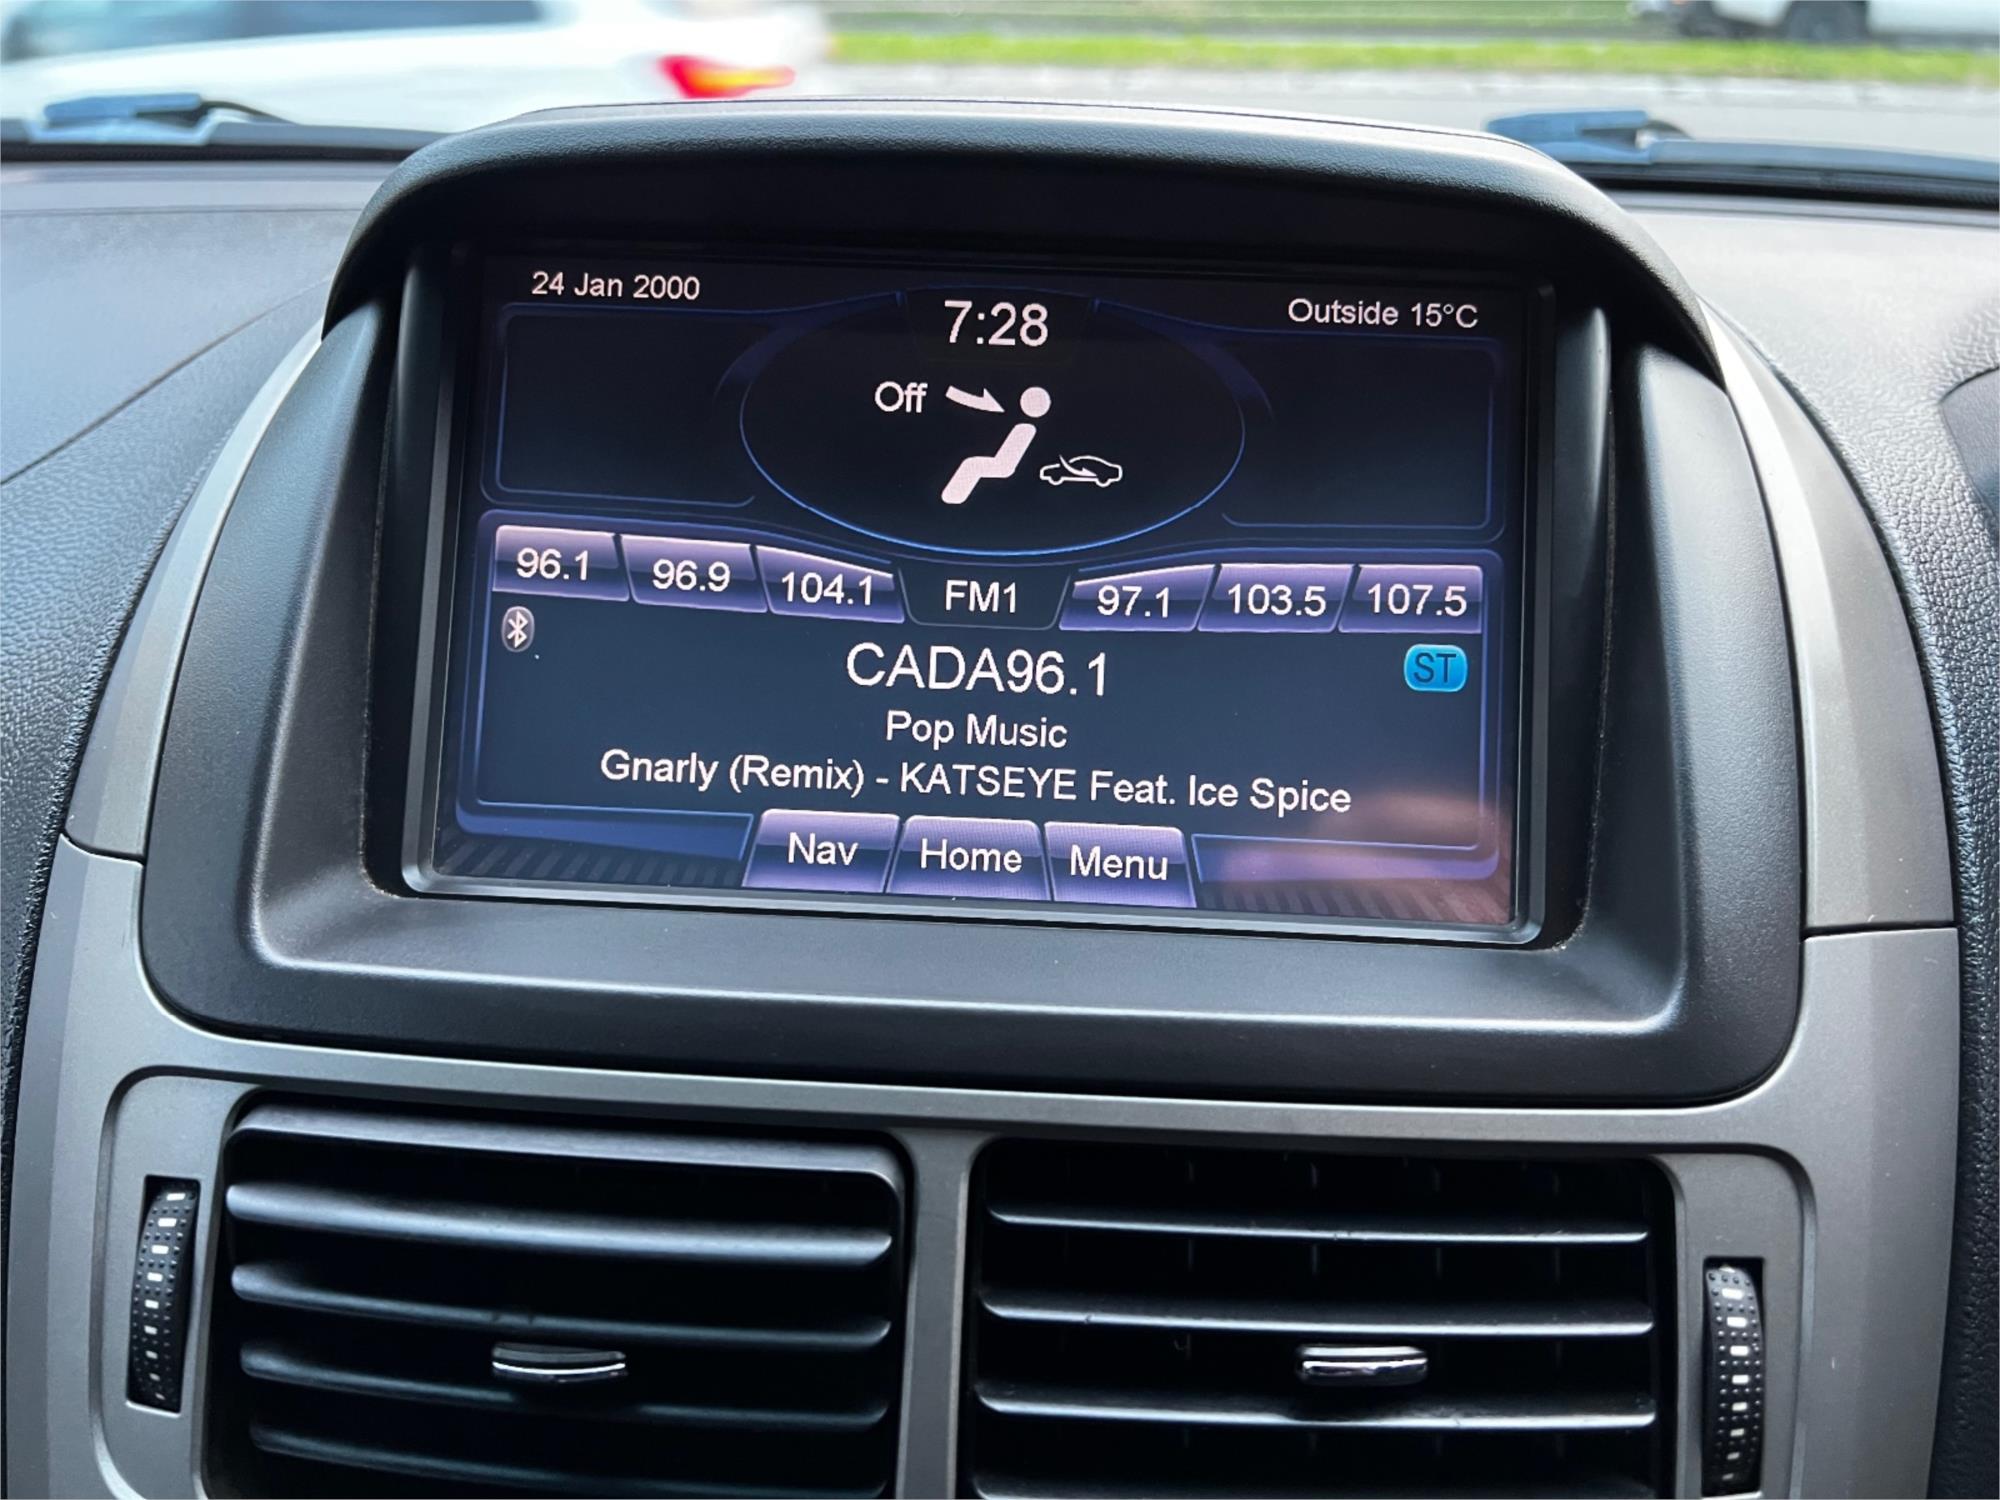 24 Jan 2000
7:28
Outside 15°C
Off
96.1 96.9 104.1 FM1 97.1 103.5 107.5
CADA96.1
ST
Pop Music
Gnarly (Remix) - KATSEYE Feat. Ice Spice
Nav Home Menu